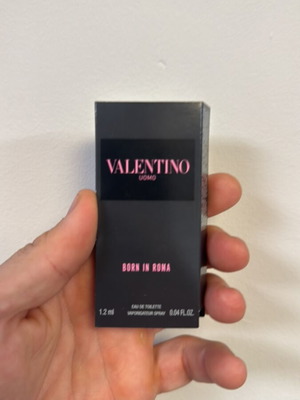 VALENTINO
UOMO
BORN IN ROMA
EAU DE TOILETTE
1.2 ml VAPORISATEUR SPRAY 0.04 FL.OZ.